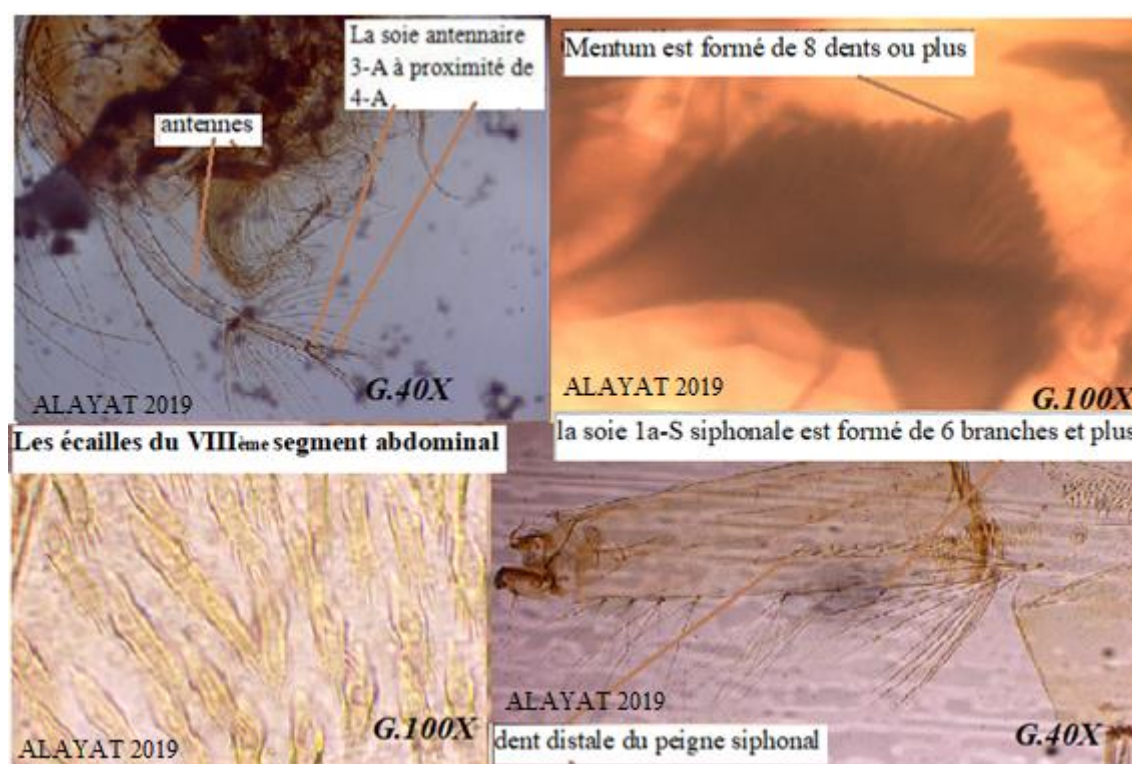 La soie antennaire
3-A à proximité de
4-A
antennes
ALAYAT 2019
G.40X
Mentum est formé de 8 dents ou plus
ALAYAT 2019
G.100X
Les écailles du VIIIème segment abdominal
ALAYAT 2019
G.100X
la soie 1a-S siphonale est formé de 6 branches et plus
ALAYAT 2019
dent distale du peigne siphonal
G.40X